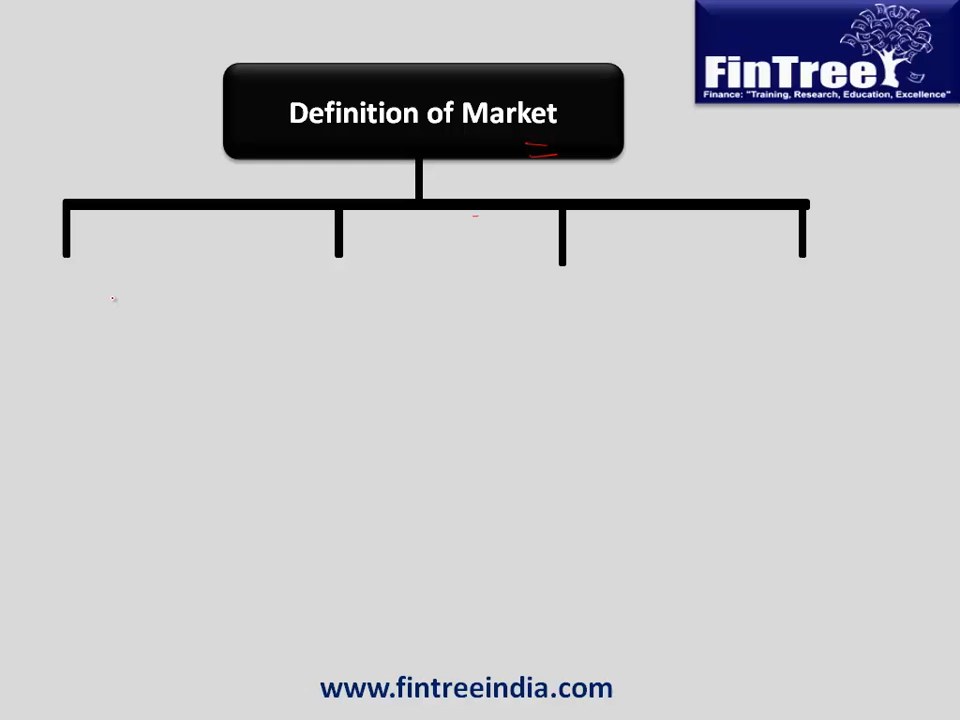 FinTree
Finance: "Training, Research, Education, Excellence"
Definition of Market
www.fintreeindia.com